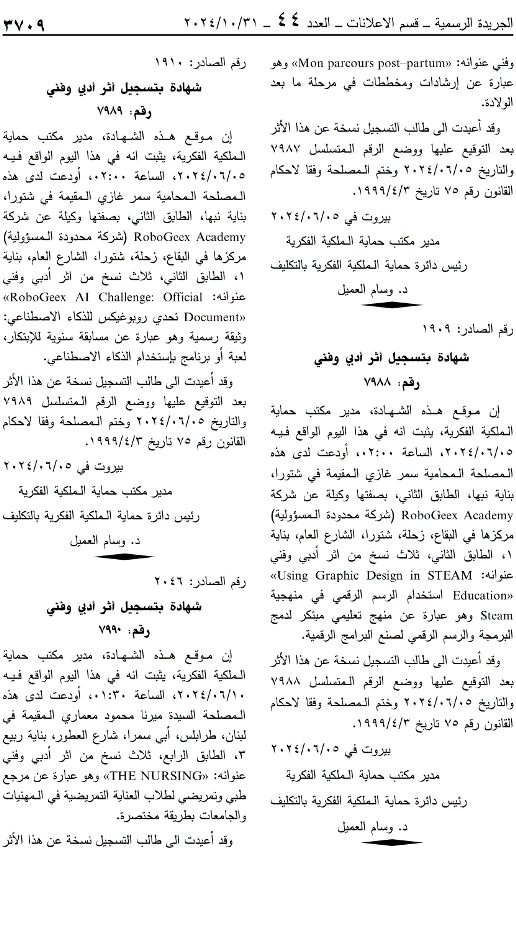 الجريدة الرسمية – قسم الاعلانات – العدد ٤٤ – ٢٠٢٤/١٠/٣١
٣٧٠٩
وفني عنوانه: «Mon parcours post–partum» وهو
عبارة عن إرشادات ومخططات في مرحلة ما بعد
الولادة.
وقد أعيدت الى طالب التسجيل نسخة عن هذا الأثر
بعد التوقيع عليها ووضع الرقم المتسلسل ٧٩٨٧
والتاريخ ٢٠٢٤/٠٦/٠٥ وختم المصلحة وفقا لاحكام
القانون رقم ٧٥ تاريخ ١٩٩٩/٤/٣.
بيروت في ٢٠٢٤/٠٦/٠٥
مدير مكتب حماية الملكية الفكرية
رئيس دائرة حماية الملكية الفكرية بالتكليف
د. وسام العميل
رقم الصادر: ١٩٠٩
شهادة بتسجيل أثر أدبي وفني
رقم: ٧٩٨٨
إن موقع هذه الشهادة، مدير مكتب حماية
الملكية الفكرية، يثبت انه في هذا اليوم الواقع فيه
٢٠٢٤/٠٦/٠٥، الساعة ٠٢:٠٠، أودعت لدى هذه
المصلحة المحامية سمر غازي المقيمة في شتورا،
بناية نبها، الطابق الثاني، بصفتها وكيلة عن شركة
RoboGeex Academy (شركة محدودة المسؤولية)
مركزها في البقاع، زحلة، شتورا، الشارع العام، بناية
١، الطابق الثاني، ثلاث نسخ من اثر أدبي وفني
عنوانه: «Using Graphic Design in STEAM
Education» استخدام الرسم الرقمي في منهجية
Steam وهو عبارة عن منهج تعليمي مبتكر لدمج
البرمجة والرسم الرقمي لصنع البرامج الرقمية.
وقد أعيدت الى طالب التسجيل نسخة عن هذا الأثر
بعد التوقيع عليها ووضع الرقم المتسلسل ٧٩٨٨
والتاريخ ٢٠٢٤/٠٦/٠٥ وختم المصلحة وفقا لاحكام
القانون رقم ٧٥ تاريخ ١٩٩٩/٤/٣.
بيروت في ٢٠٢٤/٠٦/٠٥
مدير مكتب حماية الملكية الفكرية
رئيس دائرة حماية الملكية الفكرية بالتكليف
د. وسام العميل
رقم الصادر: ١٩١٠
شهادة بتسجيل أثر أدبي وفني
رقم: ٧٩٨٩
إن موقع هذه الشهادة، مدير مكتب حماية
الملكية الفكرية، يثبت انه في هذا اليوم الواقع فيه
٢٠٢٤/٠٦/٠٥، الساعة ٠٢:٠٠، أودعت لدى هذه
المصلحة المحامية سمر غازي المقيمة في شتورا،
بناية نبها، الطابق الثاني، بصفتها وكيلة عن شركة
RoboGeex Academy (شركة محدودة المسؤولية)
مركزها في البقاع، زحلة، شتورا، الشارع العام، بناية
١، الطابق الثاني، ثلاث نسخ من اثر أدبي وفني
عنوانه: «RoboGeex AI Challenge: Official
Document» تحدي روبوغيكس للذكاء الاصطناعي:
وثيقة رسمية وهو عبارة عن مسابقة سنوية للإبتكار،
لعبة أو برنامج بإستخدام الذكاء الاصطناعي.
وقد أعيدت الى طالب التسجيل نسخة عن هذا الأثر
بعد التوقيع عليها ووضع الرقم المتسلسل ٧٩٨٩
والتاريخ ٢٠٢٤/٠٦/٠٥ وختم المصلحة وفقا لاحكام
القانون رقم ٧٥ تاريخ ١٩٩٩/٤/٣.
بيروت في ٢٠٢٤/٠٦/٠٥
مدير مكتب حماية الملكية الفكرية
رئيس دائرة حماية الملكية الفكرية بالتكليف
د. وسام العميل
رقم الصادر: ٢٠٤٦
شهادة بتسجيل أثر أدبي وفني
رقم: ٧٩٩٠
إن موقع هذه الشهادة، مدير مكتب حماية
الملكية الفكرية، يثبت انه في هذا اليوم الواقع فيه
٢٠٢٤/٠٦/١٠، الساعة ٠١:٣٠، أودعت لدى هذه
المصلحة السيدة ميرنا محمود معماري المقيمة في
لبنان، طرابلس، أبي سمرا، شارع العطور، بناية ربيع
٣، الطابق الرابع، ثلاث نسخ من اثر أدبي وفني
عنوانه: «THE NURSING» وهو عبارة عن مرجع
طبي وتمريضي لطلاب العناية التمريضية في المهنيات
والجامعات بطريقة مختصرة.
وقد أعيدت الى طالب التسجيل نسخة عن هذا الأثر